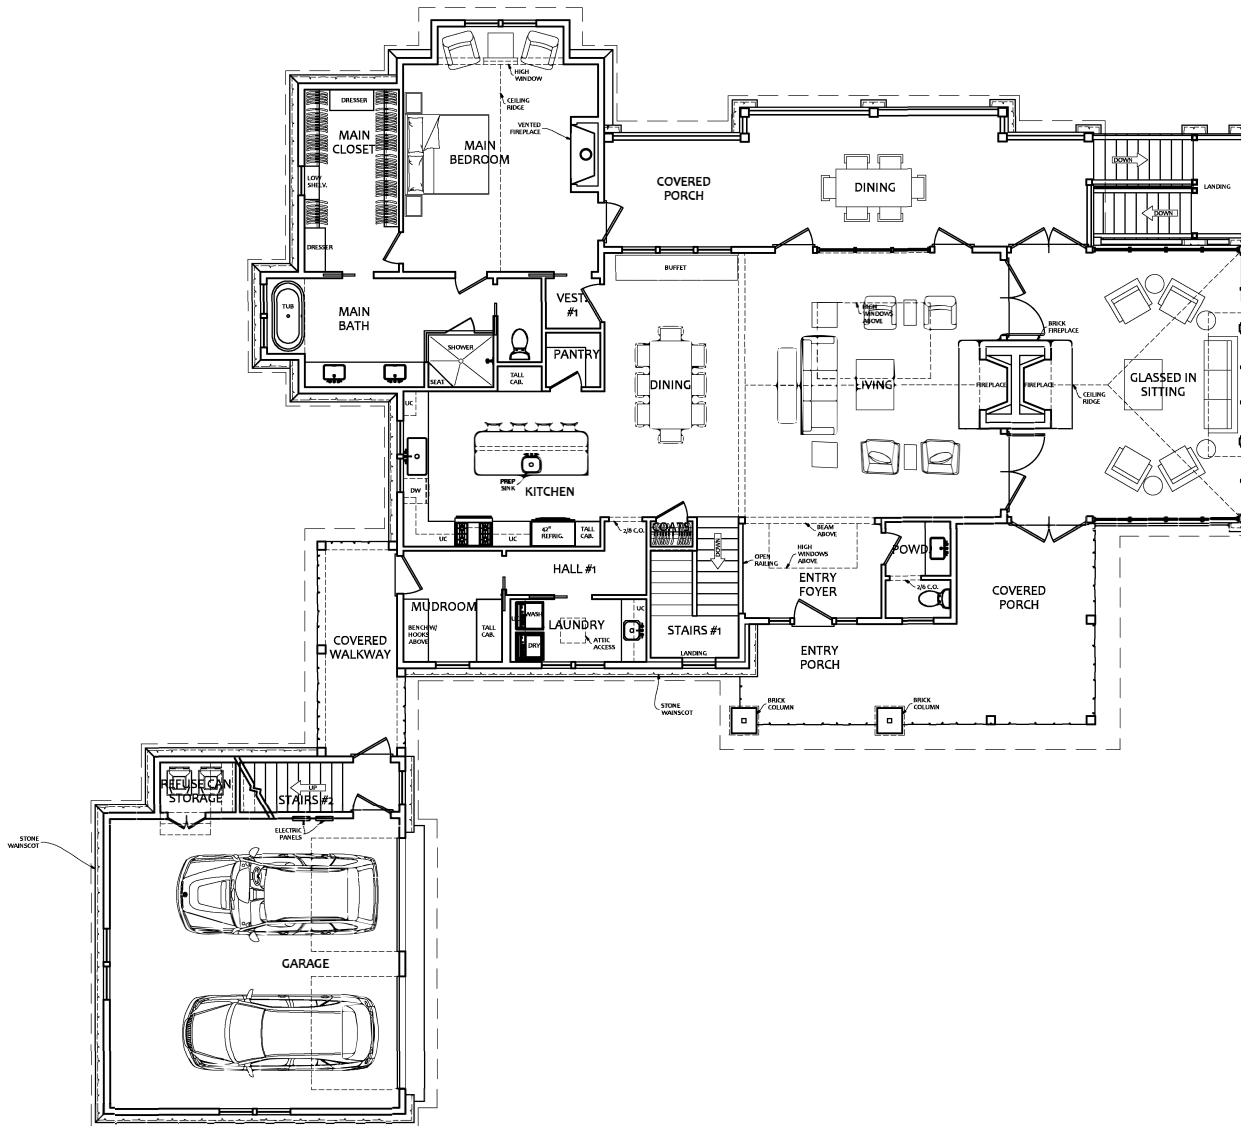 HIGH
WINDOW
CEILING
RIDGE
DRESSER
MAIN
CLOSET
MAIN
BEDROOM
VENTED
FIREPLACE
LOW
SHELV.
DRESSER
COVERED
PORCH
DINING
DOWN
LANDING
DOWN
TUB
MAIN
BATH
VEST.
#1
BUFFET
HIGH
WINDOWS
ABOVE
BRICK
FIREPLACE
SHOWER
SEAT
PANTRY
TALL
CAB.
DINING
LIVING
FIREPLACE
FIREPLACE
GLASSED IN
SITTING
CEILING
RIDGE
UC
DW
PREP
SINK
KITCHEN
UC
UC
42"
REFRIG.
TALL
CAB.
2/8 C.O.
COATS
DOWN
BEAM
ABOVE
HIGH
WINDOWS
ABOVE
OPEN
RAILING
ENTRY
FOYER
POWD.
2/6 C.O.
COVERED
PORCH
HALL #1
MUDROOM
BENCH W/
HOOKS
ABOVE
TALL
CAB.
WASH
DRY
LAUNDRY
ATTIC
ACCESS
UC
STAIRS #1
LANDING
COVERED
WALKWAY
ENTRY
PORCH
BRICK
COLUMN
BRICK
COLUMN
STONE
WAINSCOT
REFUSE CAN
STORAGE
UP
STAIRS #2
ELECTRIC
PANELS
STONE
WAINSCOT
GARAGE